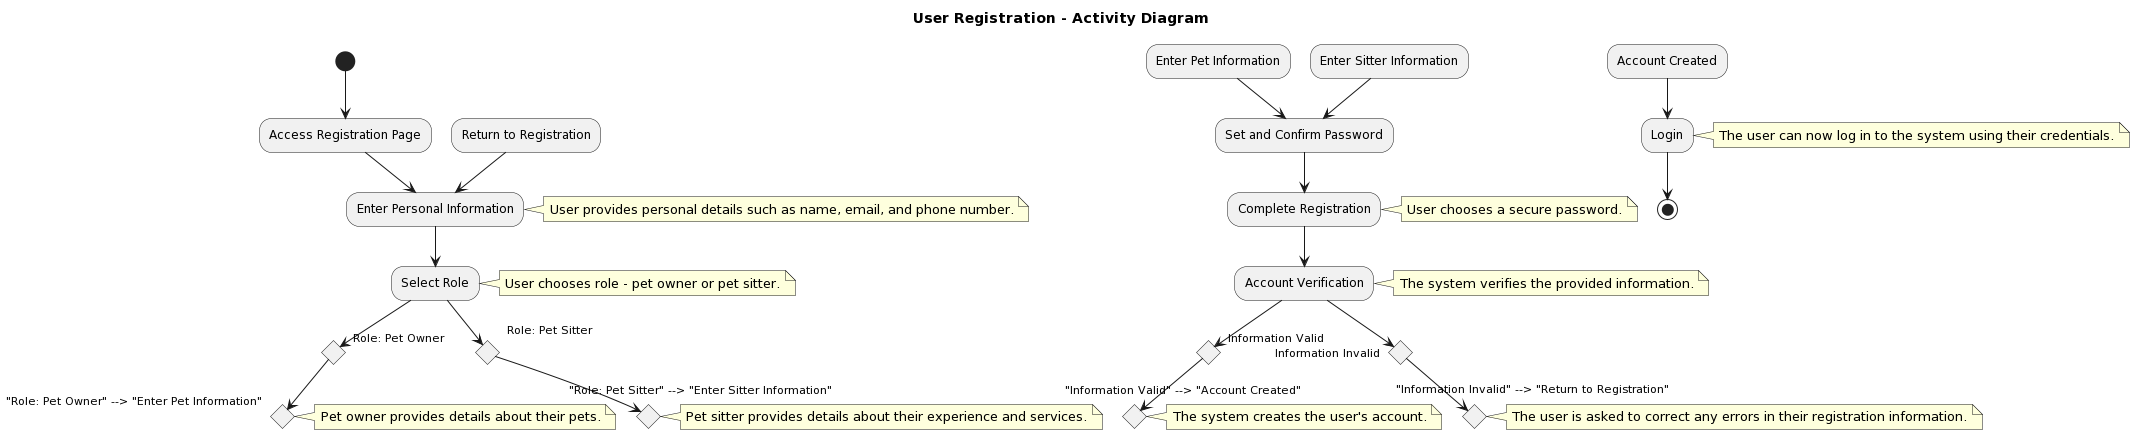 User Registration - Activity Diagram
Enter Pet Information
Enter Sitter Information
Account Created
Access Registration Page
Return to Registration
Set and Confirm Password
Login
The user can now log in to the system using their credentials.
Enter Personal Information
User provides personal details such as name, email, and phone number.
Complete Registration
User chooses a secure password.
Select Role
User chooses role - pet owner or pet sitter.
Account Verification
The system verifies the provided information.
Role: Pet Owner
Role: Pet Sitter
Information Valid
Information Invalid
"Role: Pet Owner" --> "Enter Pet Information"
"Role: Pet Sitter" --> "Enter Sitter Information"
"Information Valid" --> "Account Created"
"Information Invalid" --> "Return to Registration"
Pet owner provides details about their pets.
Pet sitter provides details about their experience and services.
The system creates the user's account.
The user is asked to correct any errors in their registration information.